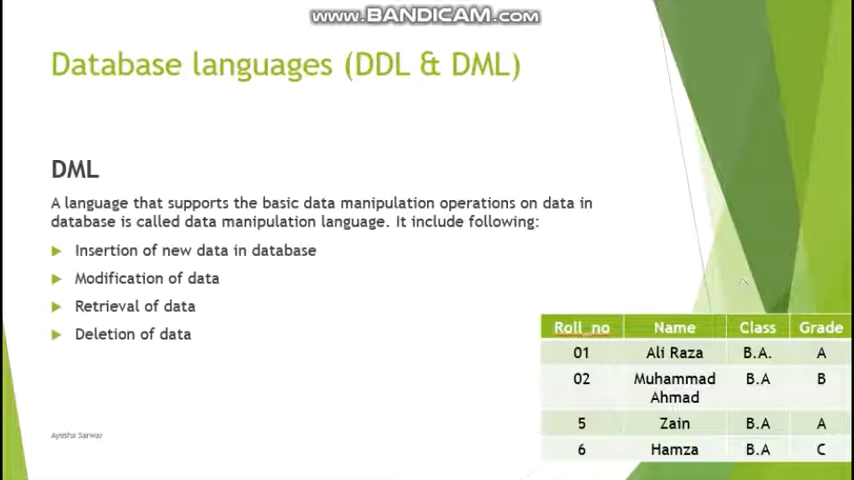 www.BANDICAM.com
Database languages (DDL & DML)
DML
A language that supports the basic data manipulation operations on data in
database is called data manipulation language. It include following:
Insertion of new data in database
Modification of data
Retrieval of data
Deletion of data
Roll_no Name Class Grade
01 Ali Raza B.A. A
02 Muhammad B.A B
Ahmad
5 Zain B.A A
6 Hamza B.A C
Ayesha Sarwar